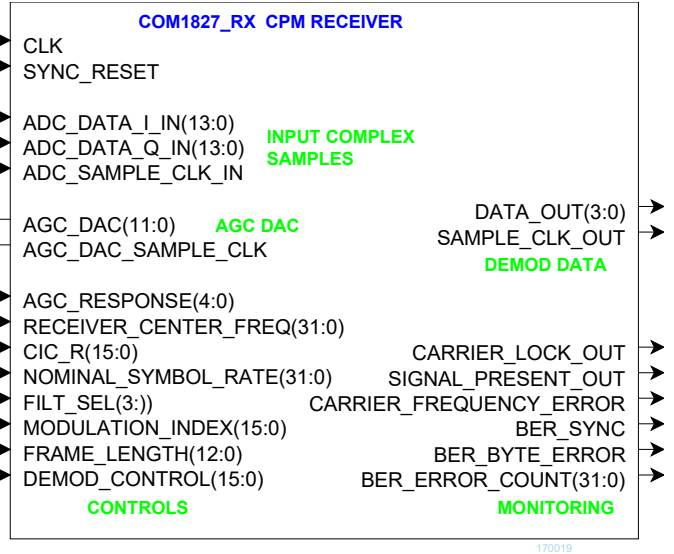 COM1827_RX CPM RECEIVER
CLK
SYNC_RESET
ADC_DATA_I_IN(13:0)
ADC_DATA_Q_IN(13:0)
ADC_SAMPLE_CLK_IN
INPUT COMPLEX
SAMPLES
AGC_DAC(11:0)
AGC_DAC_SAMPLE_CLK
AGC DAC
DATA_OUT(3:0)
SAMPLE_CLK_OUT
DEMOD DATA
AGC_RESPONSE(4:0)
RECEIVER_CENTER_FREQ(31:0)
CIC_R(15:0)
NOMINAL_SYMBOL_RATE(31:0)
FILT_SEL(3:))
MODULATION_INDEX(15:0)
FRAME_LENGTH(12:0)
DEMOD_CONTROL(15:0)
CONTROLS
CARRIER_LOCK_OUT
SIGNAL_PRESENT_OUT
CARRIER_FREQUENCY_ERROR
BER_SYNC
BER_BYTE_ERROR
BER_ERROR_COUNT(31:0)
MONITORING
170019